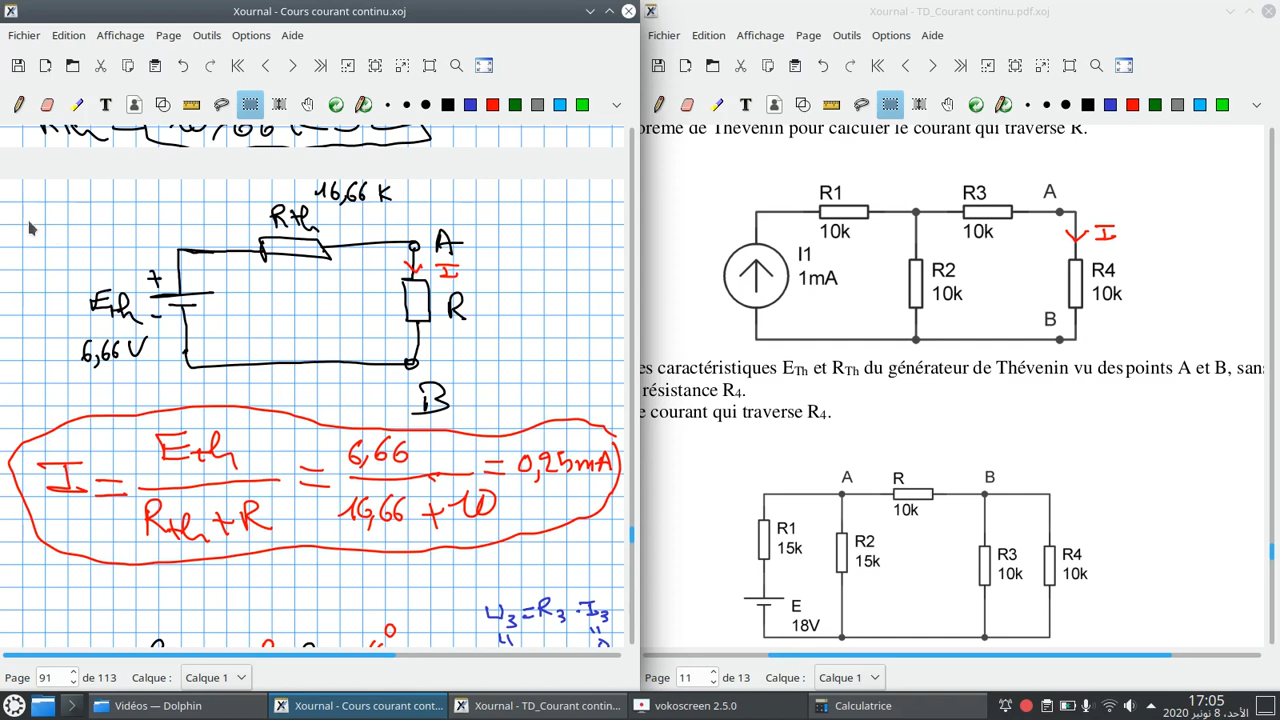 Xournal - Cours courant continu.xoj
Fichier Edition Affichage Page Outils Options Aide
16,66 K
Rth
A
I
+
Eth
-
6,66 V
R
B
I = Eth / (Rth + R) = 6,66 / (16,66 + 10) = 0,25mA
U3 = R3 . I3
Page 91 de 113 Calque : Calque 1
Xournal - TD_Courant continu.pdf.xoj
Fichier Edition Affichage Page Outils Options Aide
orème de Thévenin pour calculer le courant qui traverse R.
R1
10k
R3
10k
A
I
I1
1mA
R2
10k
R4
10k
B
es caractéristiques ETh et RTh du générateur de Thévenin vu des points A et B, sans
résistance R4.
e courant qui traverse R4.
A
R
10k
B
R1
15k
R2
15k
R3
10k
R4
10k
E
18V
Page 11 de 13 Calque : Calque 1
Vidéos — Dolphin
Xournal - Cours courant cont...
Xournal - TD_Courant contin...
vokoscreen 2.5.0
Calculatrice
17:05
الأحد، 8 نونبر 2020